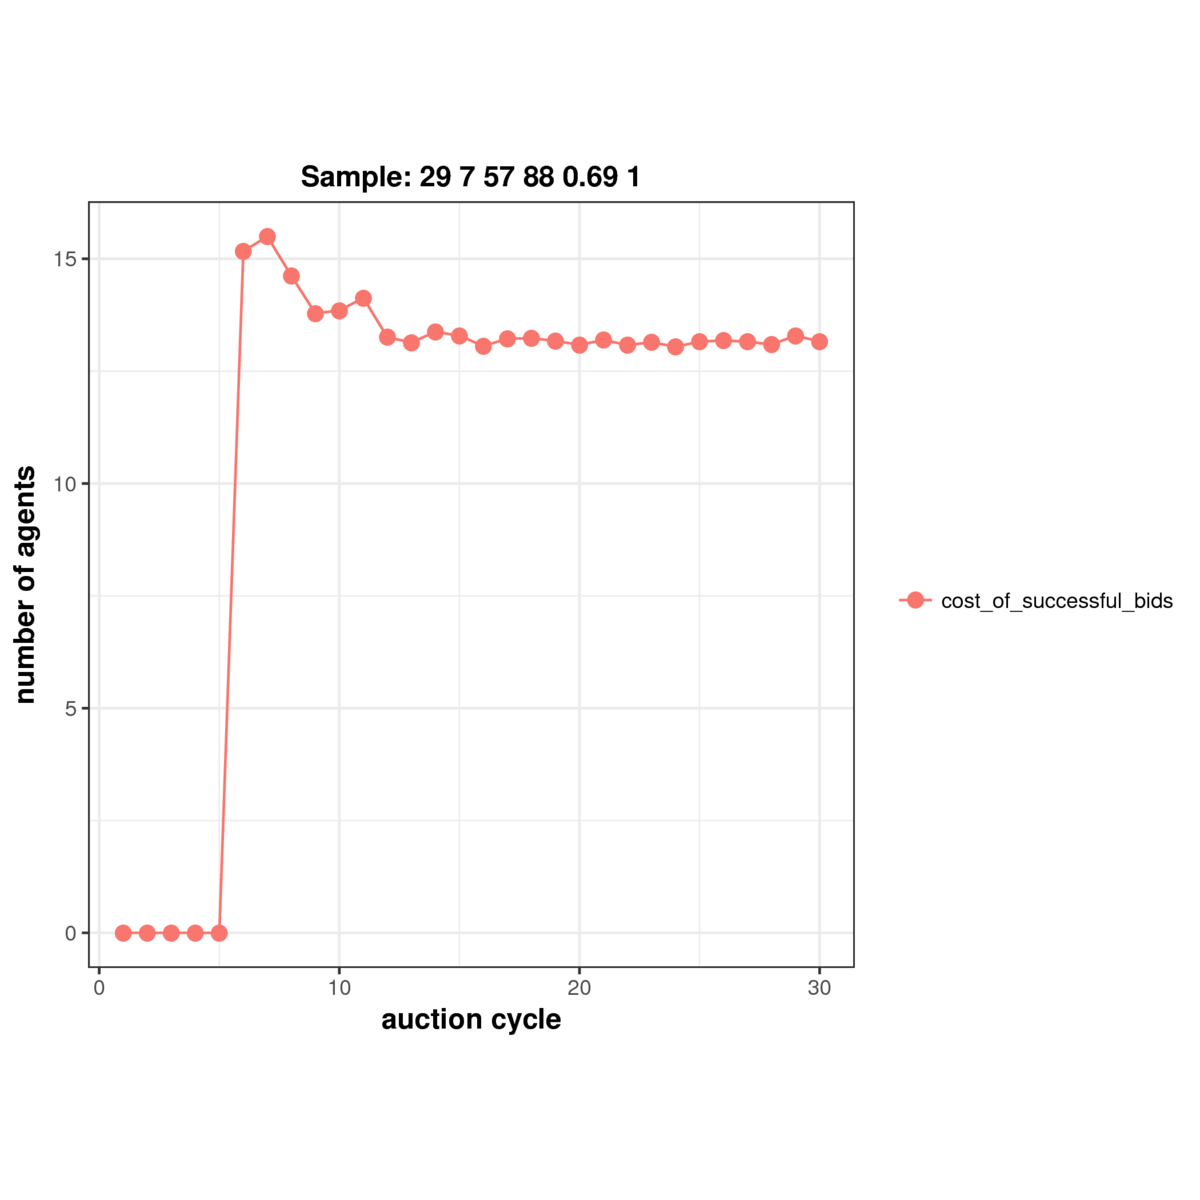 Sample: 29 7 57 88 0.69 1
15
10
5
0
number of agents
0 10 20 30
auction cycle
cost_of_successful_bids